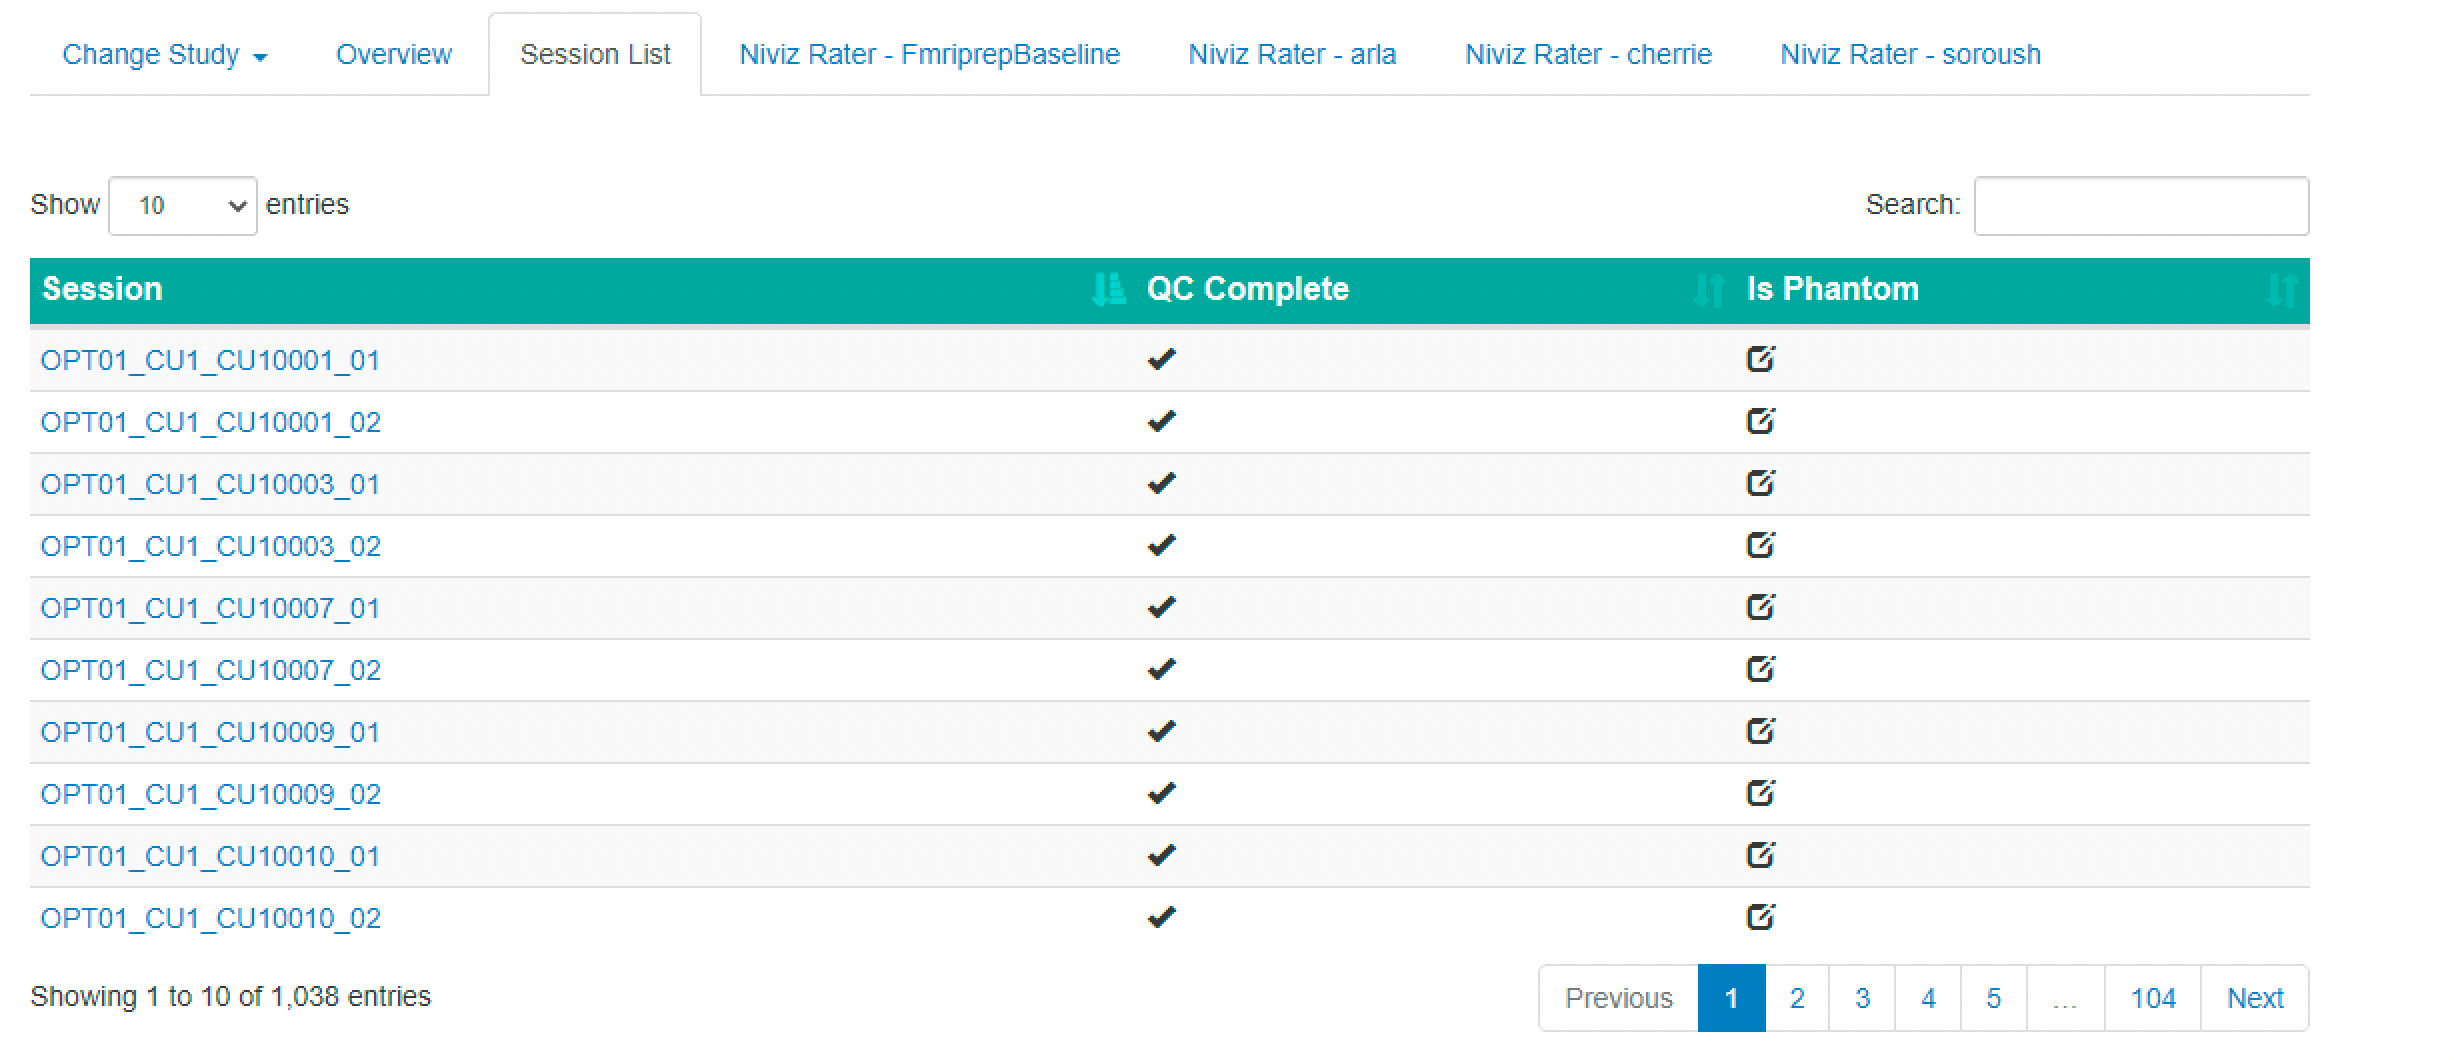 Change Study Overview Session List Niviz Rater - FmriprepBaseline Niviz Rater - arla Niviz Rater - cherrie Niviz Rater - soroush
Show 10 entries Search:
Session QC Complete Is Phantom
OPT01_CU1_CU10001_01
OPT01_CU1_CU10001_02
OPT01_CU1_CU10003_01
OPT01_CU1_CU10003_02
OPT01_CU1_CU10007_01
OPT01_CU1_CU10007_02
OPT01_CU1_CU10009_01
OPT01_CU1_CU10009_02
OPT01_CU1_CU10010_01
OPT01_CU1_CU10010_02
Showing 1 to 10 of 1,038 entries Previous 1 2 3 4 5 ... 104 Next